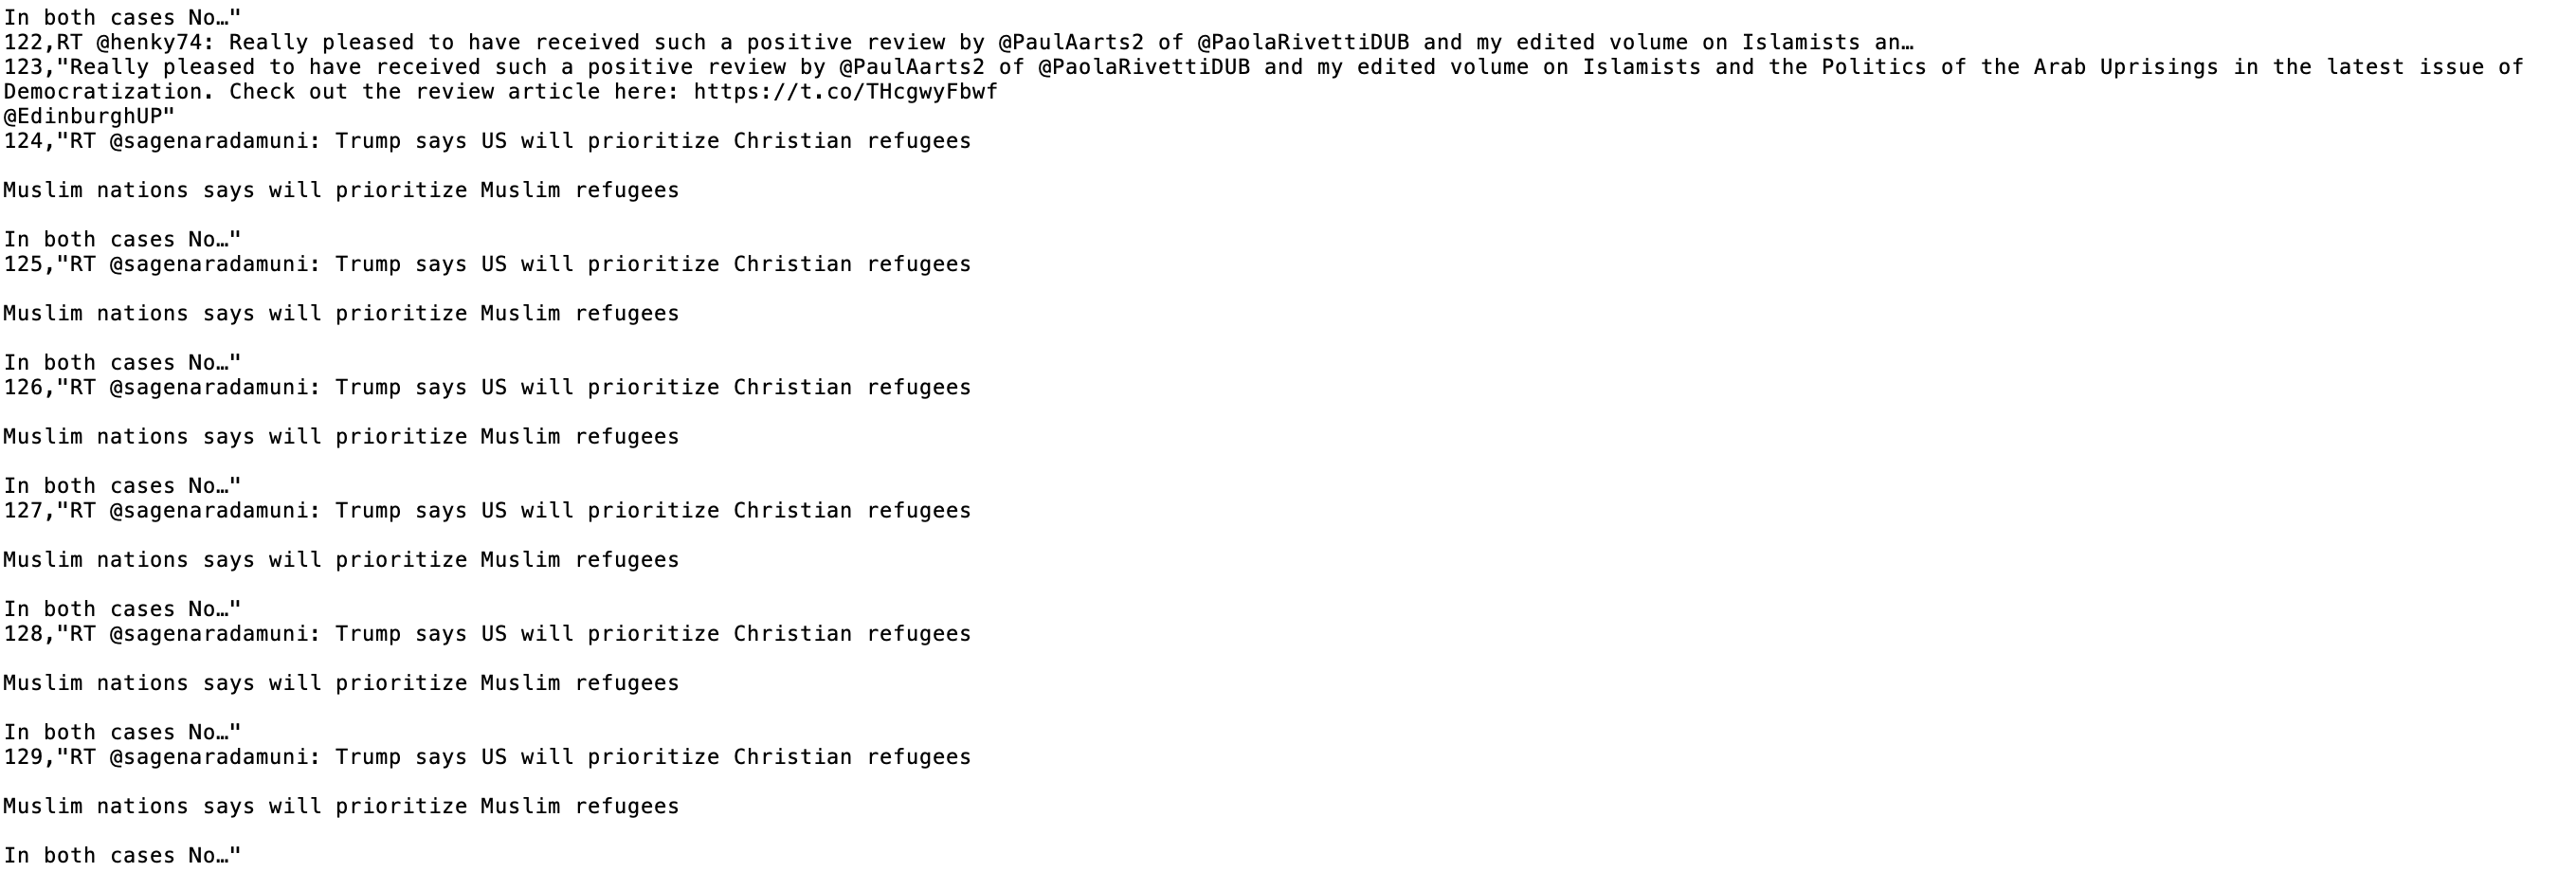 In both cases No…"
122,RT @henky74: Really pleased to have received such a positive review by @PaulAarts2 of @PaolaRivettiDUB and my edited volume on Islamists an…
123,"Really pleased to have received such a positive review by @PaulAarts2 of @PaolaRivettiDUB and my edited volume on Islamists and the Politics of the Arab Uprisings in the latest issue of
Democratization. Check out the review article here: https://t.co/THcgwyFbwf
@EdinburghUP"
124,"RT @sagenaradamuni: Trump says US will prioritize Christian refugees
Muslim nations says will prioritize Muslim refugees
In both cases No…"
125,"RT @sagenaradamuni: Trump says US will prioritize Christian refugees
Muslim nations says will prioritize Muslim refugees
In both cases No…"
126,"RT @sagenaradamuni: Trump says US will prioritize Christian refugees
Muslim nations says will prioritize Muslim refugees
In both cases No…"
127,"RT @sagenaradamuni: Trump says US will prioritize Christian refugees
Muslim nations says will prioritize Muslim refugees
In both cases No…"
128,"RT @sagenaradamuni: Trump says US will prioritize Christian refugees
Muslim nations says will prioritize Muslim refugees
In both cases No…"
129,"RT @sagenaradamuni: Trump says US will prioritize Christian refugees
Muslim nations says will prioritize Muslim refugees
In both cases No…"